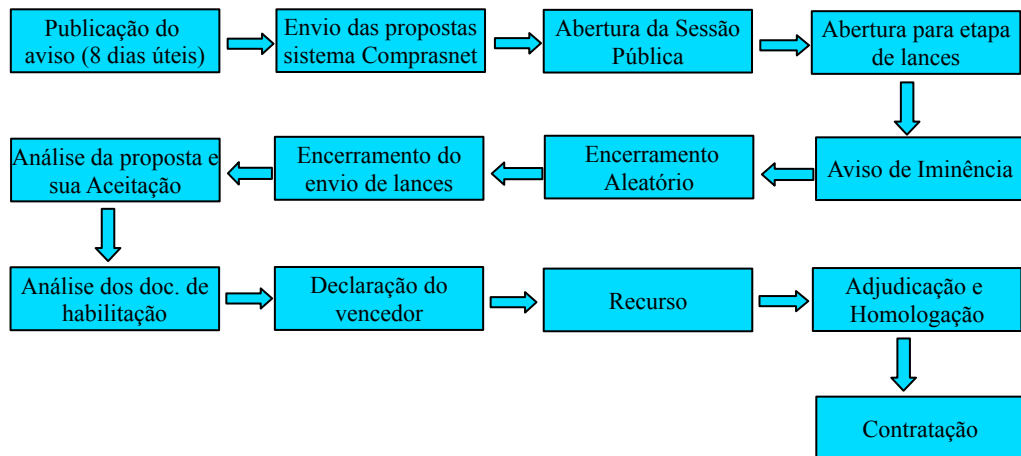 Publicação do
aviso (8 dias úteis)
Envio das propostas
sistema Comprasnet
Abertura da Sessão
Pública
Abertura para etapa
de lances
Aviso de Iminência
Encerramento
Aleatório
Encerramento do
envio de lances
Análise da proposta e
sua Aceitação
Análise dos doc. de
habilitação
Declaração do
vencedor
Recurso
Adjudicação e
Homologação
Contratação